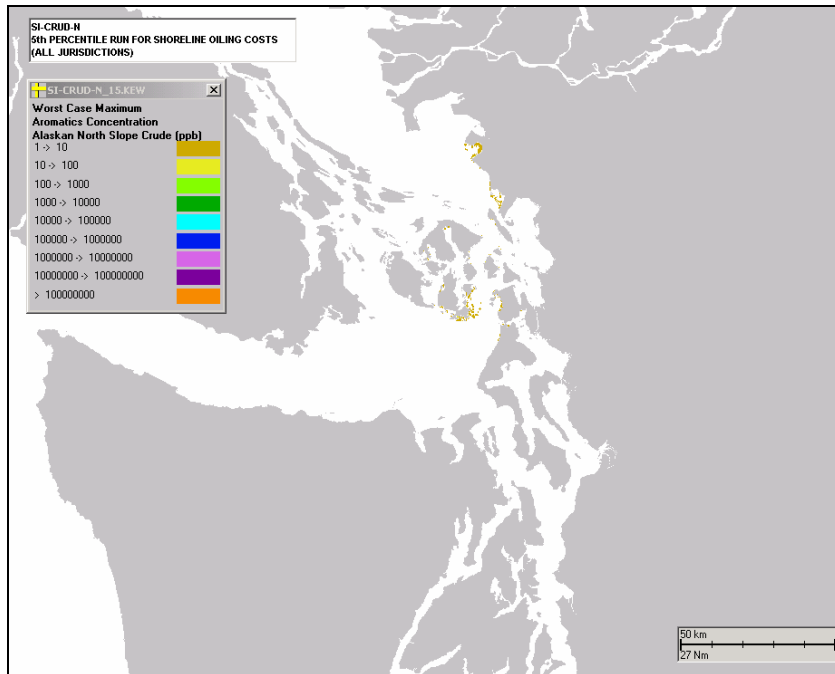 SI-CRUD-N
5th PERCENTILE RUN FOR SHORELINE OILING COSTS
(ALL JURISDICTIONS)
SI-CRUD-N_15.KEW
Worst Case Maximum
Aromatics Concentration
Alaskan North Slope Crude (ppb)
1 -> 10
10 -> 100
100 -> 1000
1000 -> 10000
10000 -> 100000
100000 -> 1000000
1000000 -> 10000000
10000000 -> 100000000
> 100000000
50 km
27 Nm